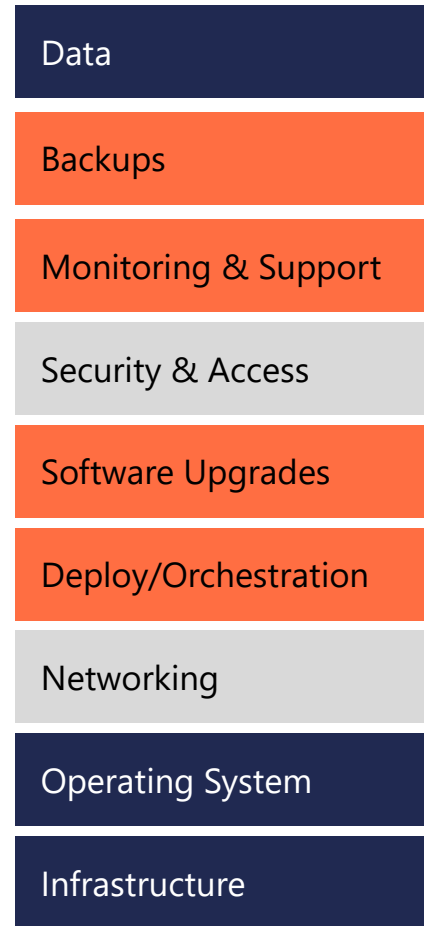 Data
Backups
Monitoring & Support
Security & Access
Software Upgrades
Deploy/Orchestration
Networking
Operating System
Infrastructure